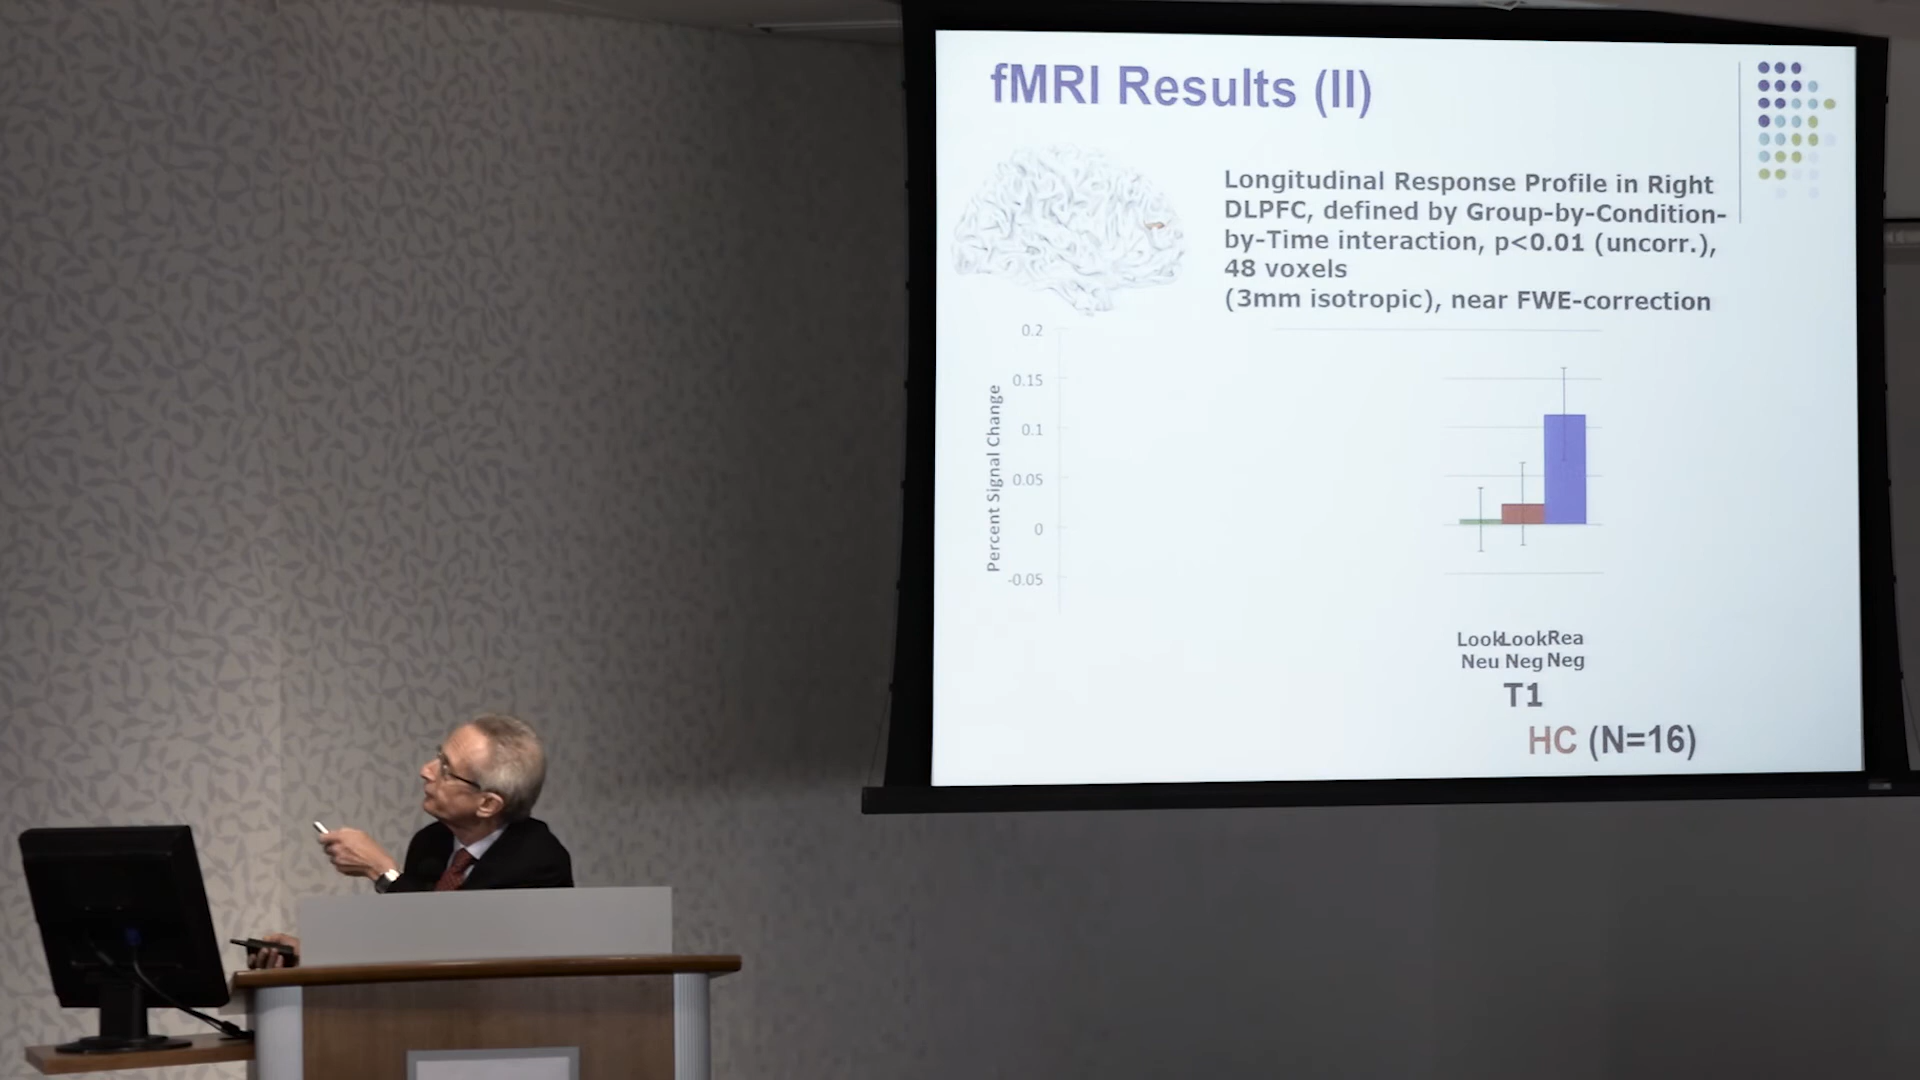 fMRI Results (II)
Longitudinal Response Profile in Right
DLPFC, defined by Group-by-Condition-
by-Time interaction, p<0.01 (uncorr.),
48 voxels
(3mm isotropic), near FWE-correction
Percent Signal Change
0.2
0.15
0.1
0.05
0
-0.05
Look Look Rea
Neu Neg Neg
T1
HC (N=16)